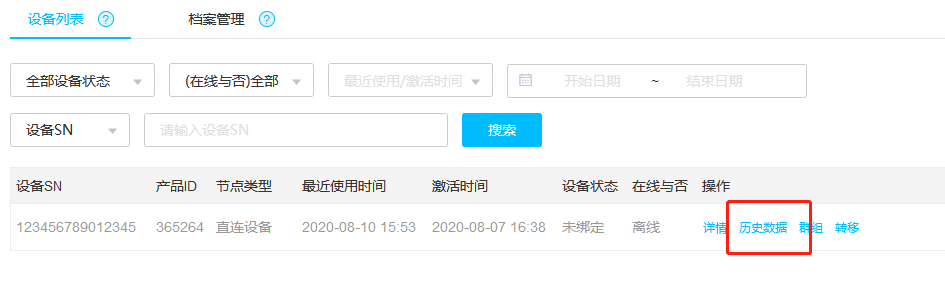 设备列表 ? 档案管理 ?
全部设备状态 (在线与否)全部 最近使用/激活时间 开始日期 ~ 结束日期
设备SN 请输入设备SN 搜索
设备SN 产品ID 节点类型 最近使用时间 激活时间 设备状态 在线与否 操作
123456789012345 365264 直连设备 2020-08-10 15:53 2020-08-07 16:38 未绑定 离线 详情 历史数据 群组 转移